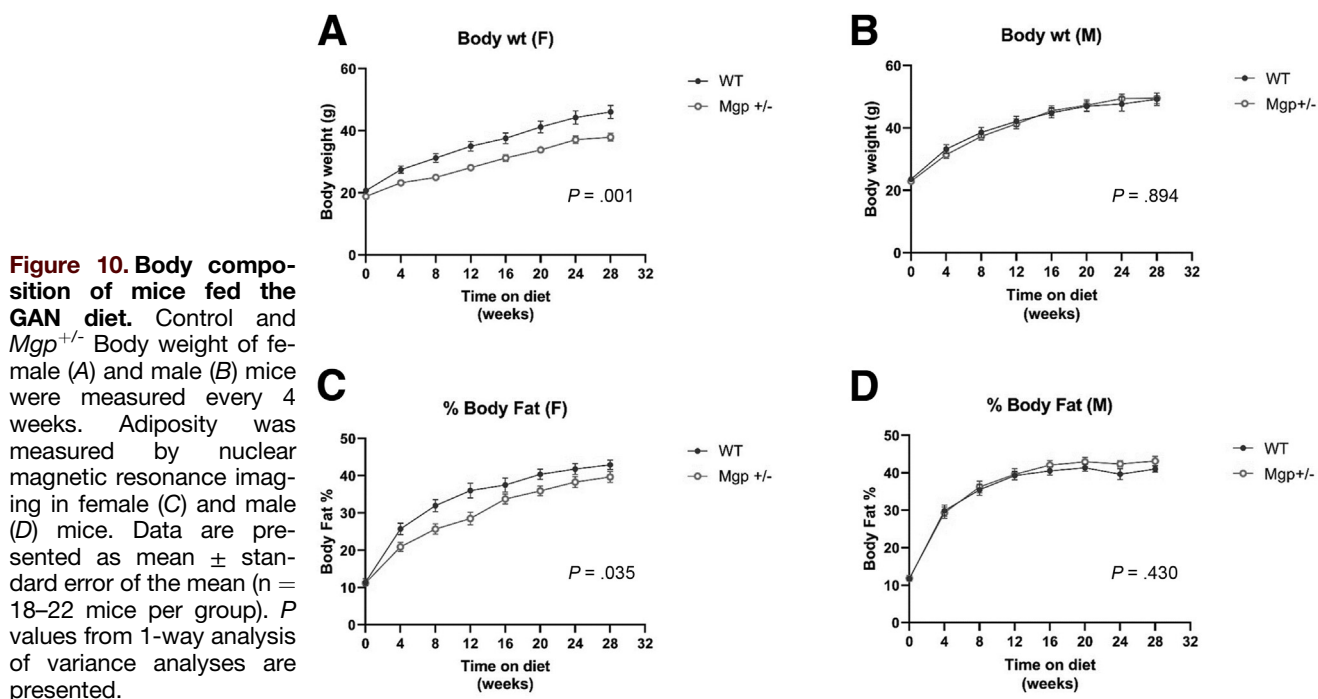 Figure 10. Body compo-
sition of mice fed the
GAN diet. Control and
Mgp+/- Body weight of fe-
male (A) and male (B) mice
were measured every 4
weeks. Adiposity was
measured by nuclear
magnetic resonance imag-
ing in female (C) and male
(D) mice. Data are pre-
sented as mean ± stan-
dard error of the mean (n =
18–22 mice per group). P
values from 1-way analysis
of variance analyses are
presented.
A
Body wt (F)
Body weight (g)
60
40
20
0
0 4 8 12 16 20 24 28 32
Time on diet
(weeks)
P = .001
WT
Mgp +/-
B
Body wt (M)
Body weight (g)
60
40
20
0
0 4 8 12 16 20 24 28 32
Time on diet
(weeks)
P = .894
WT
Mgp+/-
C
% Body Fat (F)
Body Fat %
50
40
30
20
10
0
0 4 8 12 16 20 24 28 32
Time on diet
(weeks)
P = .035
WT
Mgp +/-
D
% Body Fat (M)
Body Fat %
50
40
30
20
10
0
0 4 8 12 16 20 24 28 32
Time on diet
(weeks)
P = .430
WT
Mgp+/-